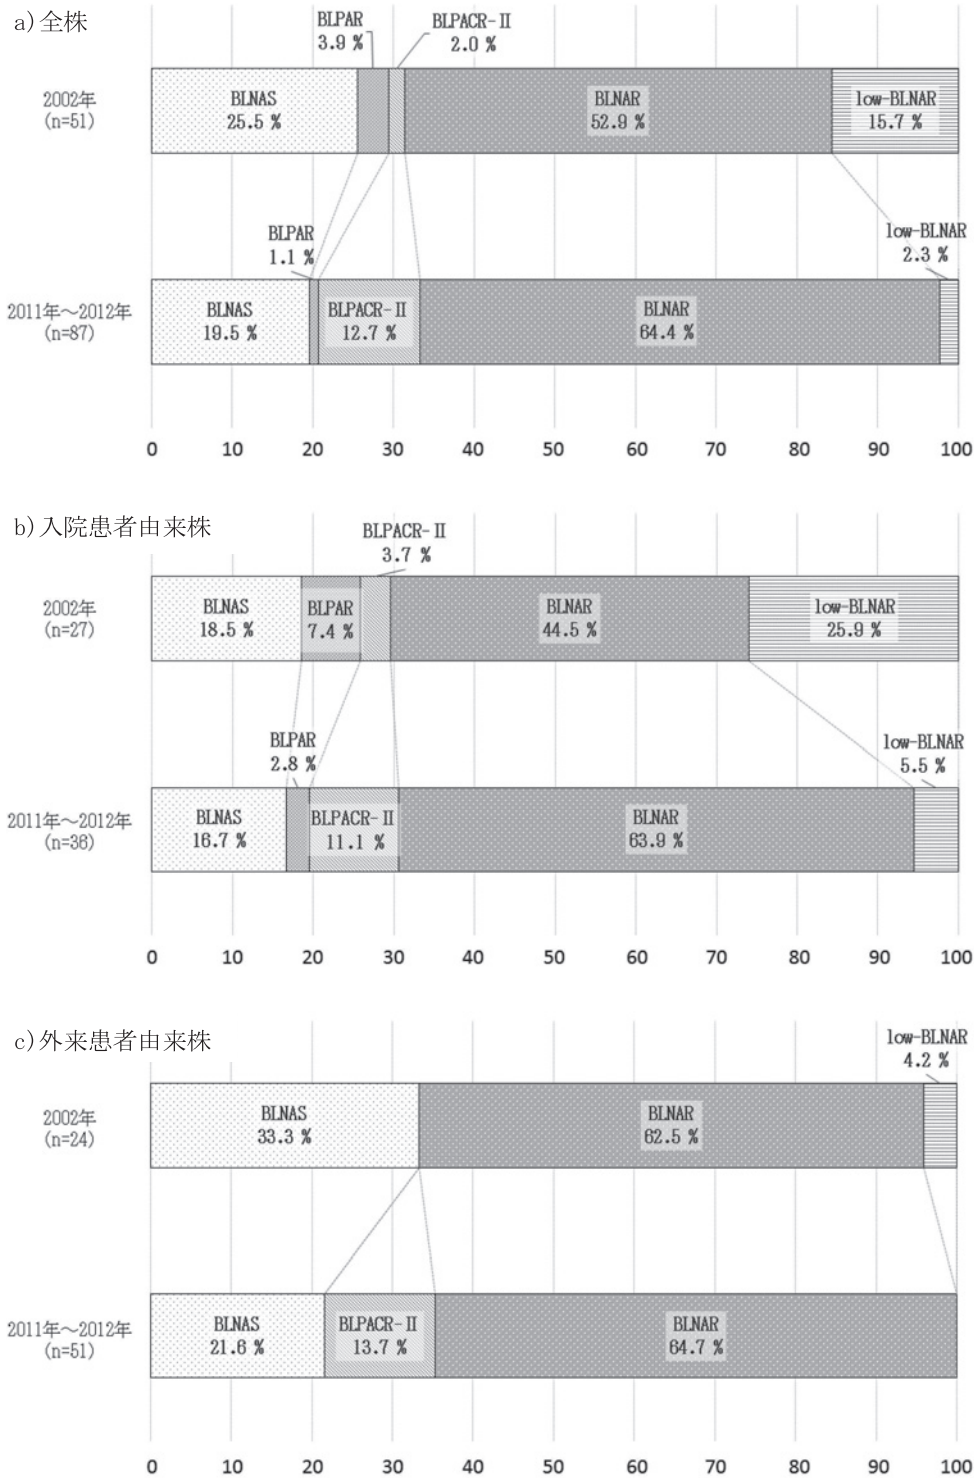 a)全株
BLPAR
3.9 %
BLPACR-Ⅱ
2.0 %
2002年
(n=51)
BLNAS
25.5 %
BLNAR
52.9 %
low-BLNAR
15.7 %
BLPAR
1.1 %
low-BLNAR
2.3 %
2011年～2012年
(n=87)
BLNAS
19.5 %
BLPACR-Ⅱ
12.7 %
BLNAR
64.4 %
0 10 20 30 40 50 60 70 80 90 100
b)入院患者由来株
BLPACR-Ⅱ
3.7 %
2002年
(n=27)
BLNAS
18.5 %
BLPAR
7.4 %
BLNAR
44.5 %
low-BLNAR
25.9 %
BLPAR
2.8 %
low-BLNAR
5.5 %
2011年～2012年
(n=36)
BLNAS
16.7 %
BLPACR-Ⅱ
11.1 %
BLNAR
63.9 %
0 10 20 30 40 50 60 70 80 90 100
c)外来患者由来株
low-BLNAR
4.2 %
2002年
(n=24)
BLNAS
33.3 %
BLNAR
62.5 %
2011年～2012年
(n=51)
BLNAS
21.6 %
BLPACR-Ⅱ
13.7 %
BLNAR
64.7 %
0 10 20 30 40 50 60 70 80 90 100